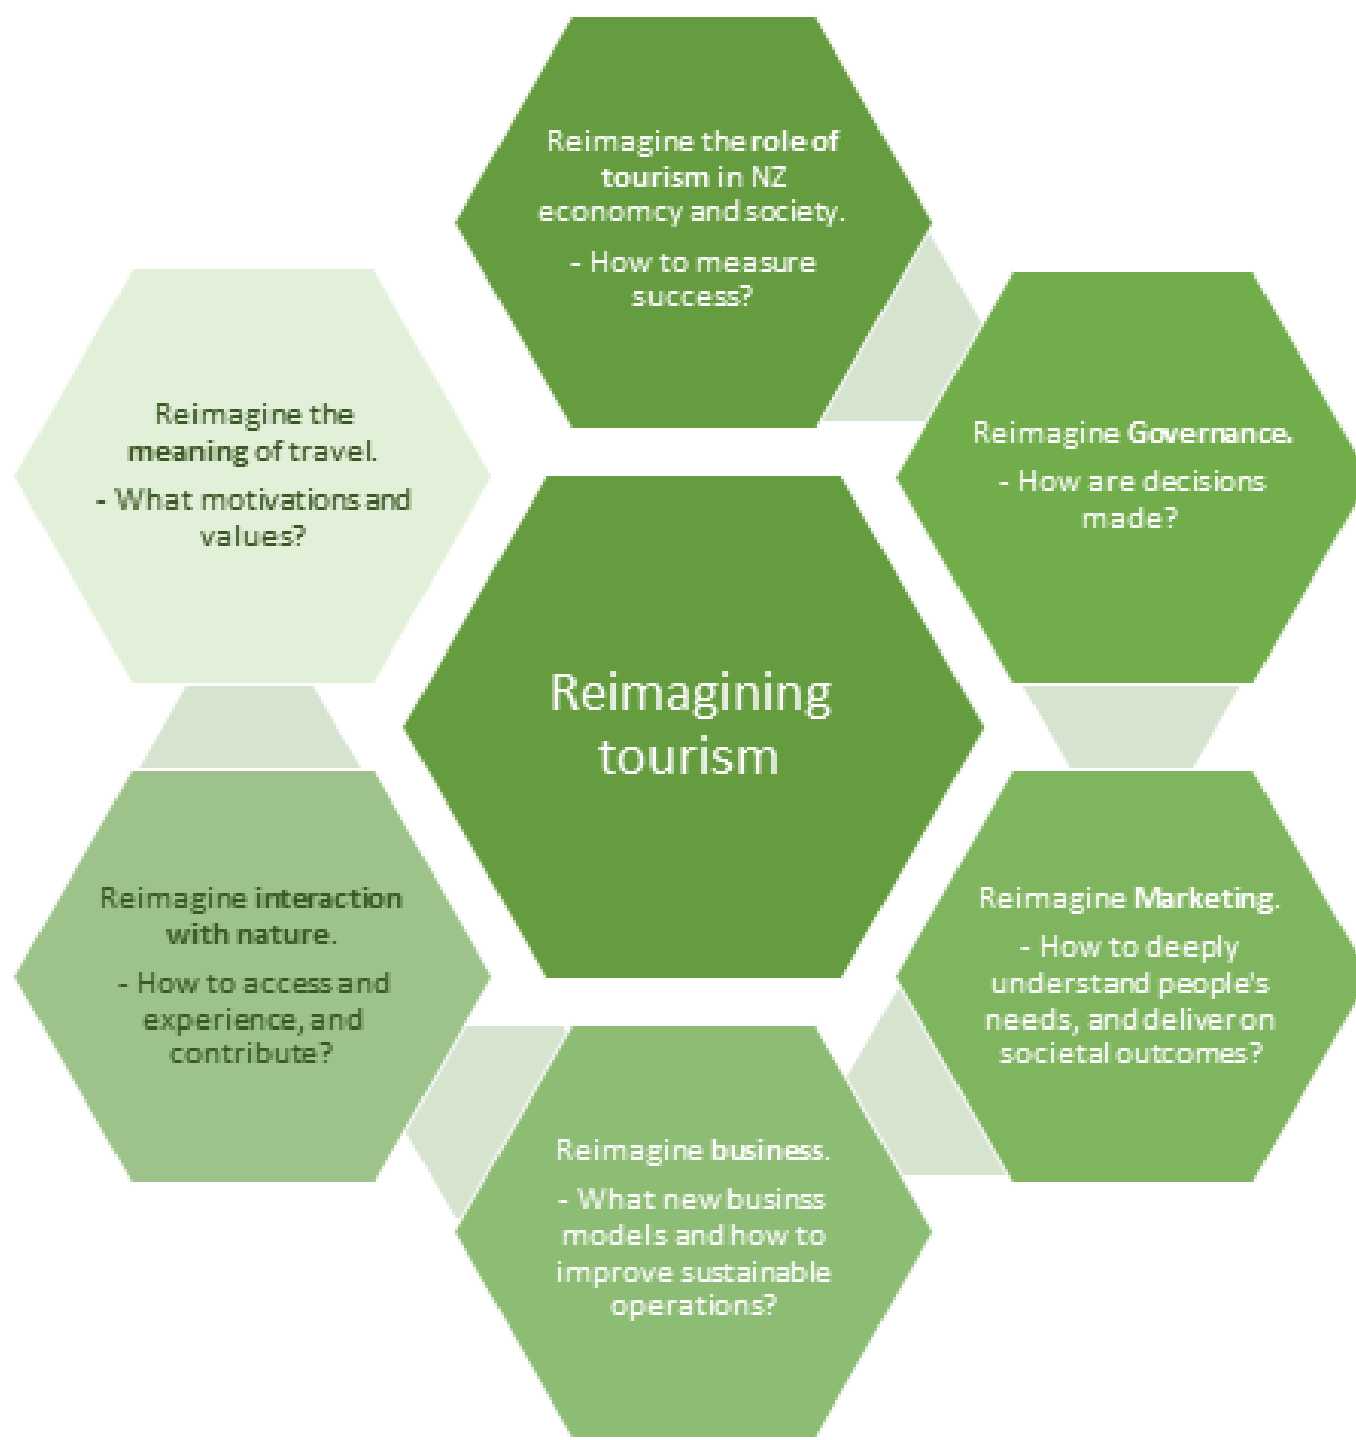 Reimagine the role of
tourism in NZ
economcy and society.
- How to measure
success?
Reimagine Governance.
- How are decisions
made?
Reimagine Marketing.
- How to deeply
understand people's
needs, and deliver on
societal outcomes?
Reimagine business.
- What new businss
models and how to
improve sustainable
operations?
Reimagine interaction
with nature.
- How to access and
experience, and
contribute?
Reimagine the
meaning of travel.
- What motivations and
values?
Reimagining
tourism